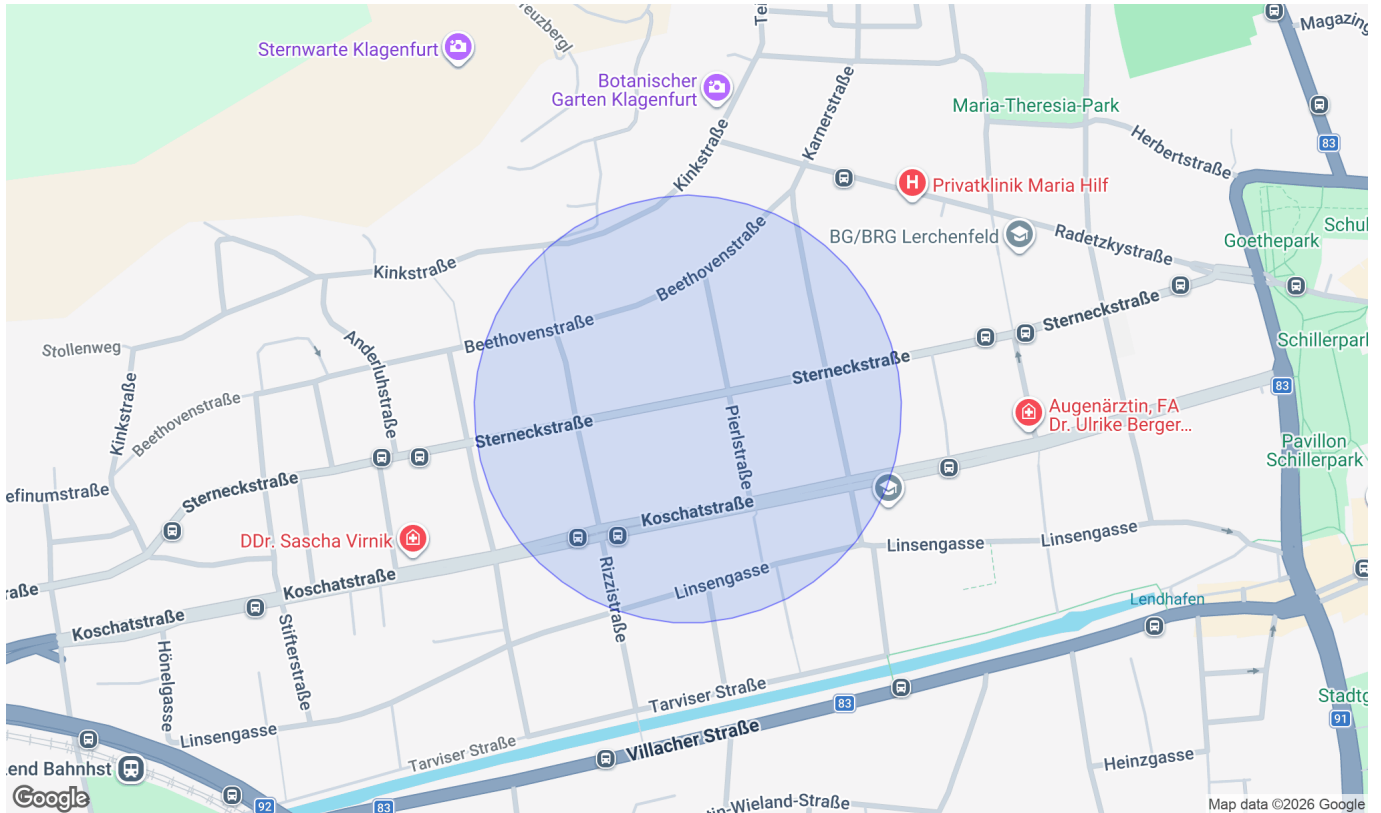 Kreuzbergl
Magazing
Sternwarte Klagenfurt
Botanischer
Garten Klagenfurt
Karnerstraße
Maria-Theresia-Park
Herbertstraße
83
Kinkstraße
H
Privatklinik Maria Hilf
BG/BRG Lerchenfeld
Radetzkystraße
Goethepark
Schul
Kinkstraße
Beethovenstraße
Sterneckstraße
Beethovenstraße
Schillerpark
Stollenweg
Anderluhstraße
Sterneckstraße
83
Kinkstraße
Beethovenstraße
Pierlstraße
Augenärztin, FA
Dr. Ulrike Berger...
Sterneckstraße
Pavillon
Schillerpark
efinumstraße
Sterneckstraße
Koschatstraße
DDr. Sascha Virnik
Linsengasse
Linsengasse
Koschatstraße
Rizzistraße
Linsengasse
aße
Lendhafen
Koschatstraße
Stifterstraße
Hönelgasse
Tarviser Straße
83
Stadtg
91
Linsengasse
Villacher Straße
Tarviser Straße
Heinzgasse
end Bahnhst
Google
92
83
in-Wieland-Straße
Map data ©2026 Google